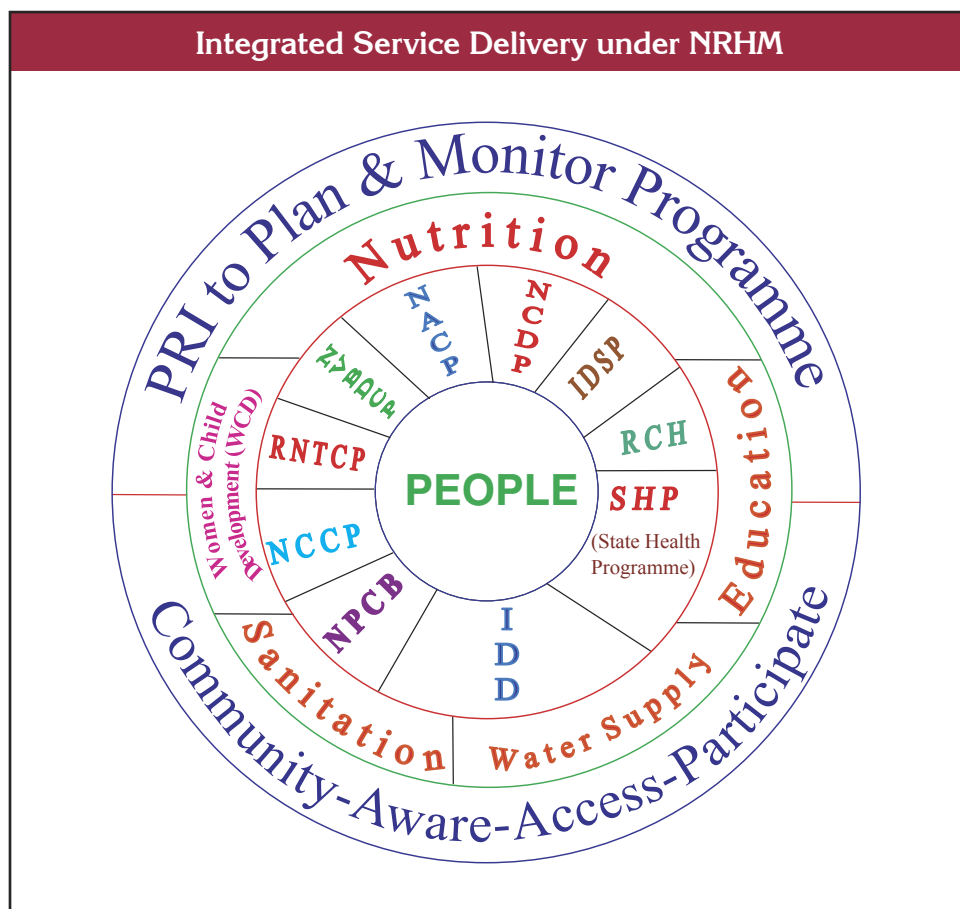 Integrated Service Delivery under NRHM
PRI to Plan & Monitor Programme
Nutrition
Education
Water Supply
Sanitation
Women & Child
Development (WCD)
NACP
NCDP
IDSP
RCH
SHP
(State Health
Programme)
IDD
NPCB
NCCP
RNTCP
NVBDCP
PEOPLE
Community-Aware-Access-Participate